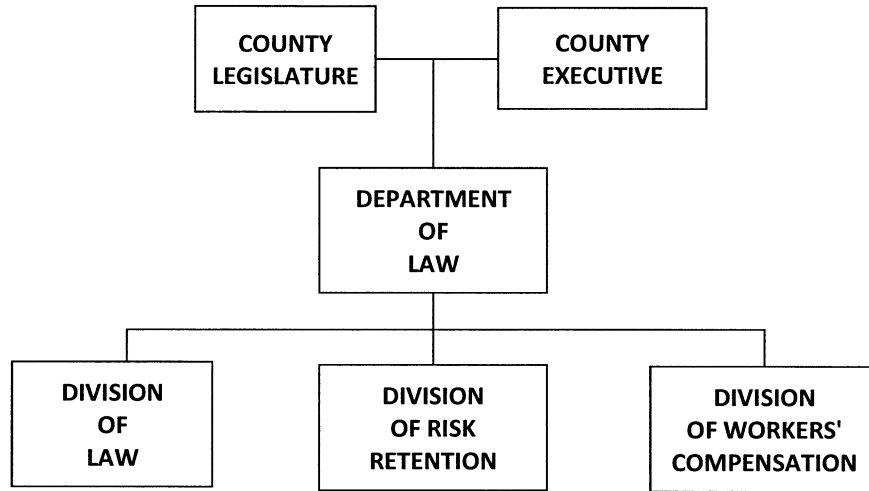 COUNTY
LEGISLATURE
COUNTY
EXECUTIVE
DEPARTMENT
OF
LAW
DIVISION
OF
LAW
DIVISION
OF RISK
RETENTION
DIVISION
OF WORKERS'
COMPENSATION